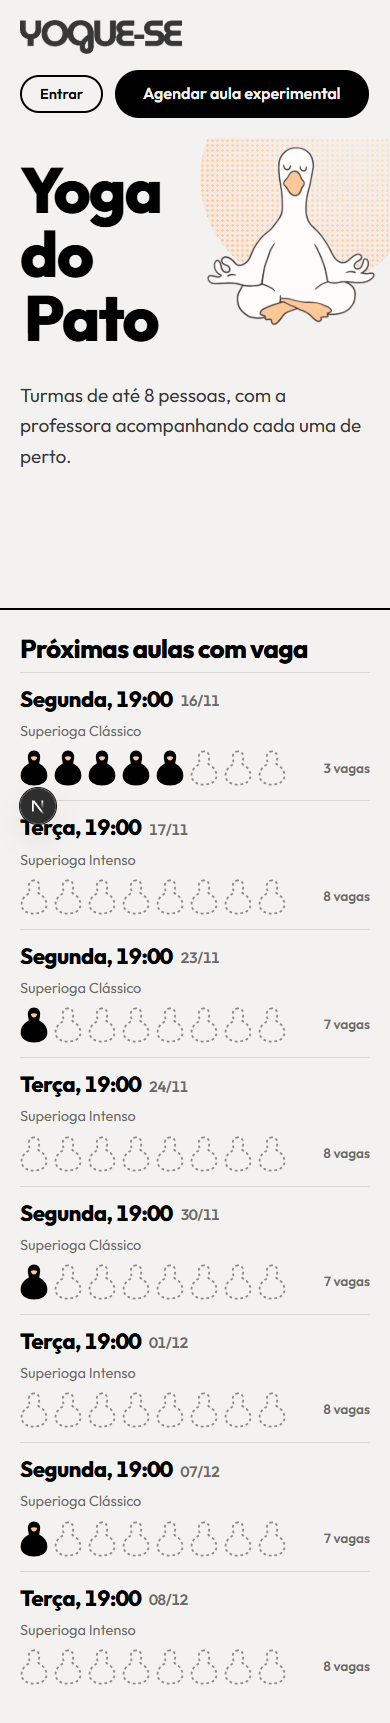 YOGUE-SE
Entrar
Agendar aula experimental
Yoga
do
Pato
Turmas de até 8 pessoas, com a
professora acompanhando cada uma de
perto.
Próximas aulas com vaga
Segunda, 19:00 16/11
Superioga Clássico
3 vagas
N
Terça, 19:00 17/11
Superioga Intenso
8 vagas
Segunda, 19:00 23/11
Superioga Clássico
7 vagas
Terça, 19:00 24/11
Superioga Intenso
8 vagas
Segunda, 19:00 30/11
Superioga Clássico
7 vagas
Terça, 19:00 01/12
Superioga Intenso
8 vagas
Segunda, 19:00 07/12
Superioga Clássico
7 vagas
Terça, 19:00 08/12
Superioga Intenso
8 vagas